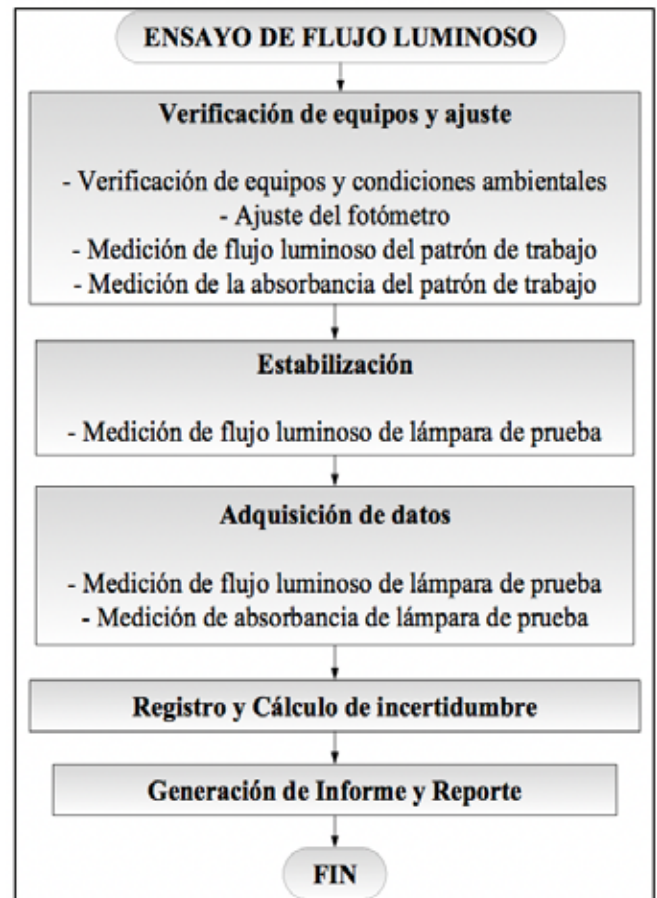 ENSAYO DE FLUJO LUMINOSO
Verificación de equipos y ajuste
- Verificación de equipos y condiciones ambientales
- Ajuste del fotómetro
- Medición de flujo luminoso del patrón de trabajo
- Medición de la absorbancia del patrón de trabajo
Estabilización
- Medición de flujo luminoso de lámpara de prueba
Adquisición de datos
- Medición de flujo luminoso de lámpara de prueba
- Medición de absorbancia de lámpara de prueba
Registro y Cálculo de incertidumbre
Generación de Informe y Reporte
FIN